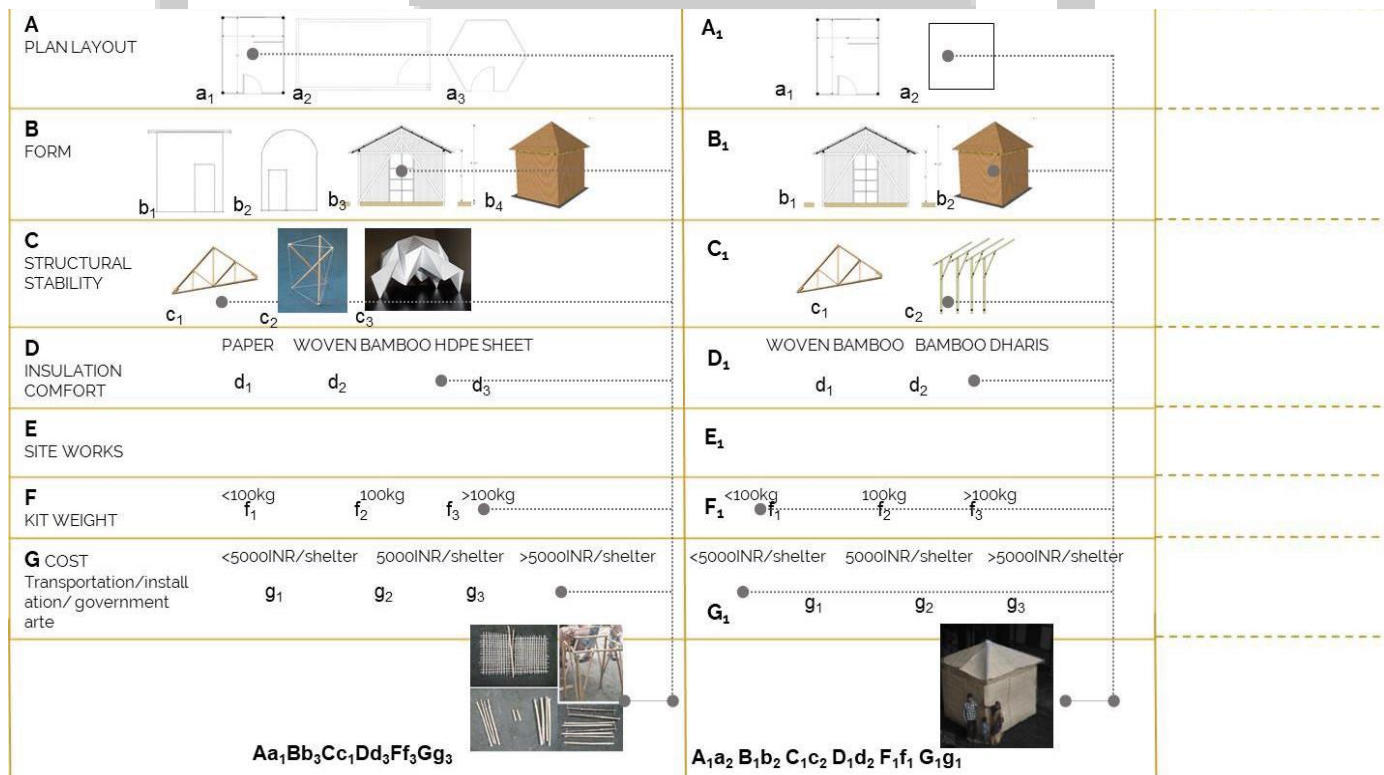 A
PLAN LAYOUT
a₁ a₂ a₃
B
FORM
b₁ b₂ b₃ b₄
C
STRUCTURAL
STABILITY
c₁ c₂ c₃
D
INSULATION
COMFORT
PAPER WOVEN BAMBOO HDPE SHEET
d₁ d₂ d₃
E
SITE WORKS
F
KIT WEIGHT
<100kg 100kg >100kg
f₁ f₂ f₃
G COST
Transportation/install
ation/ government
arte
<5000INR/shelter 5000INR/shelter >5000INR/shelter
g₁ g₂ g₃
Aa₁Bb₃Cc₁Dd₃Ff₃Gg₃
A₁
a₁ a₂
B₁
b₁ b₂
C₁
c₁ c₂
D₁
WOVEN BAMBOO BAMBOO DHARIS
d₁ d₂
E₁
F₁
<100kg 100kg >100kg
f₁ f₂ f₃
<5000INR/shelter 5000INR/shelter >5000INR/shelter
G₁
g₁ g₂ g₃
A₁a₂ B₁b₂ C₁c₂ D₁d₂ F₁f₁ G₁g₁